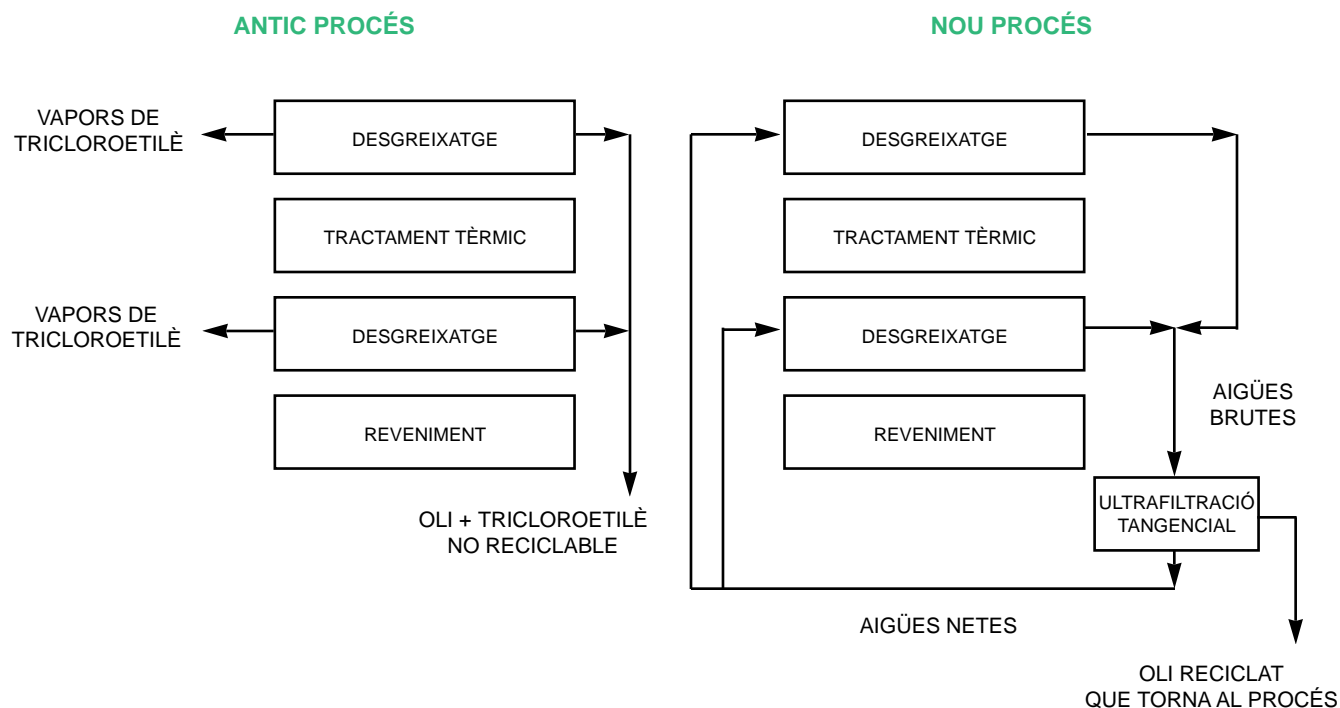 ANTIC PROCÉS
VAPORS DE
TRICLOROETILÈ
DESGREIXATGE
TRACTAMENT TÈRMIC
VAPORS DE
TRICLOROETILÈ
DESGREIXATGE
REVENIMENT
OLI + TRICLOROETILÈ
NO RECICLABLE
NOU PROCÉS
DESGREIXATGE
TRACTAMENT TÈRMIC
DESGREIXATGE
REVENIMENT
AIGÜES
BRUTES
ULTRAFILTRACIÓ
TANGENCIAL
AIGÜES NETES
OLI RECICLAT
QUE TORNA AL PROCÉS